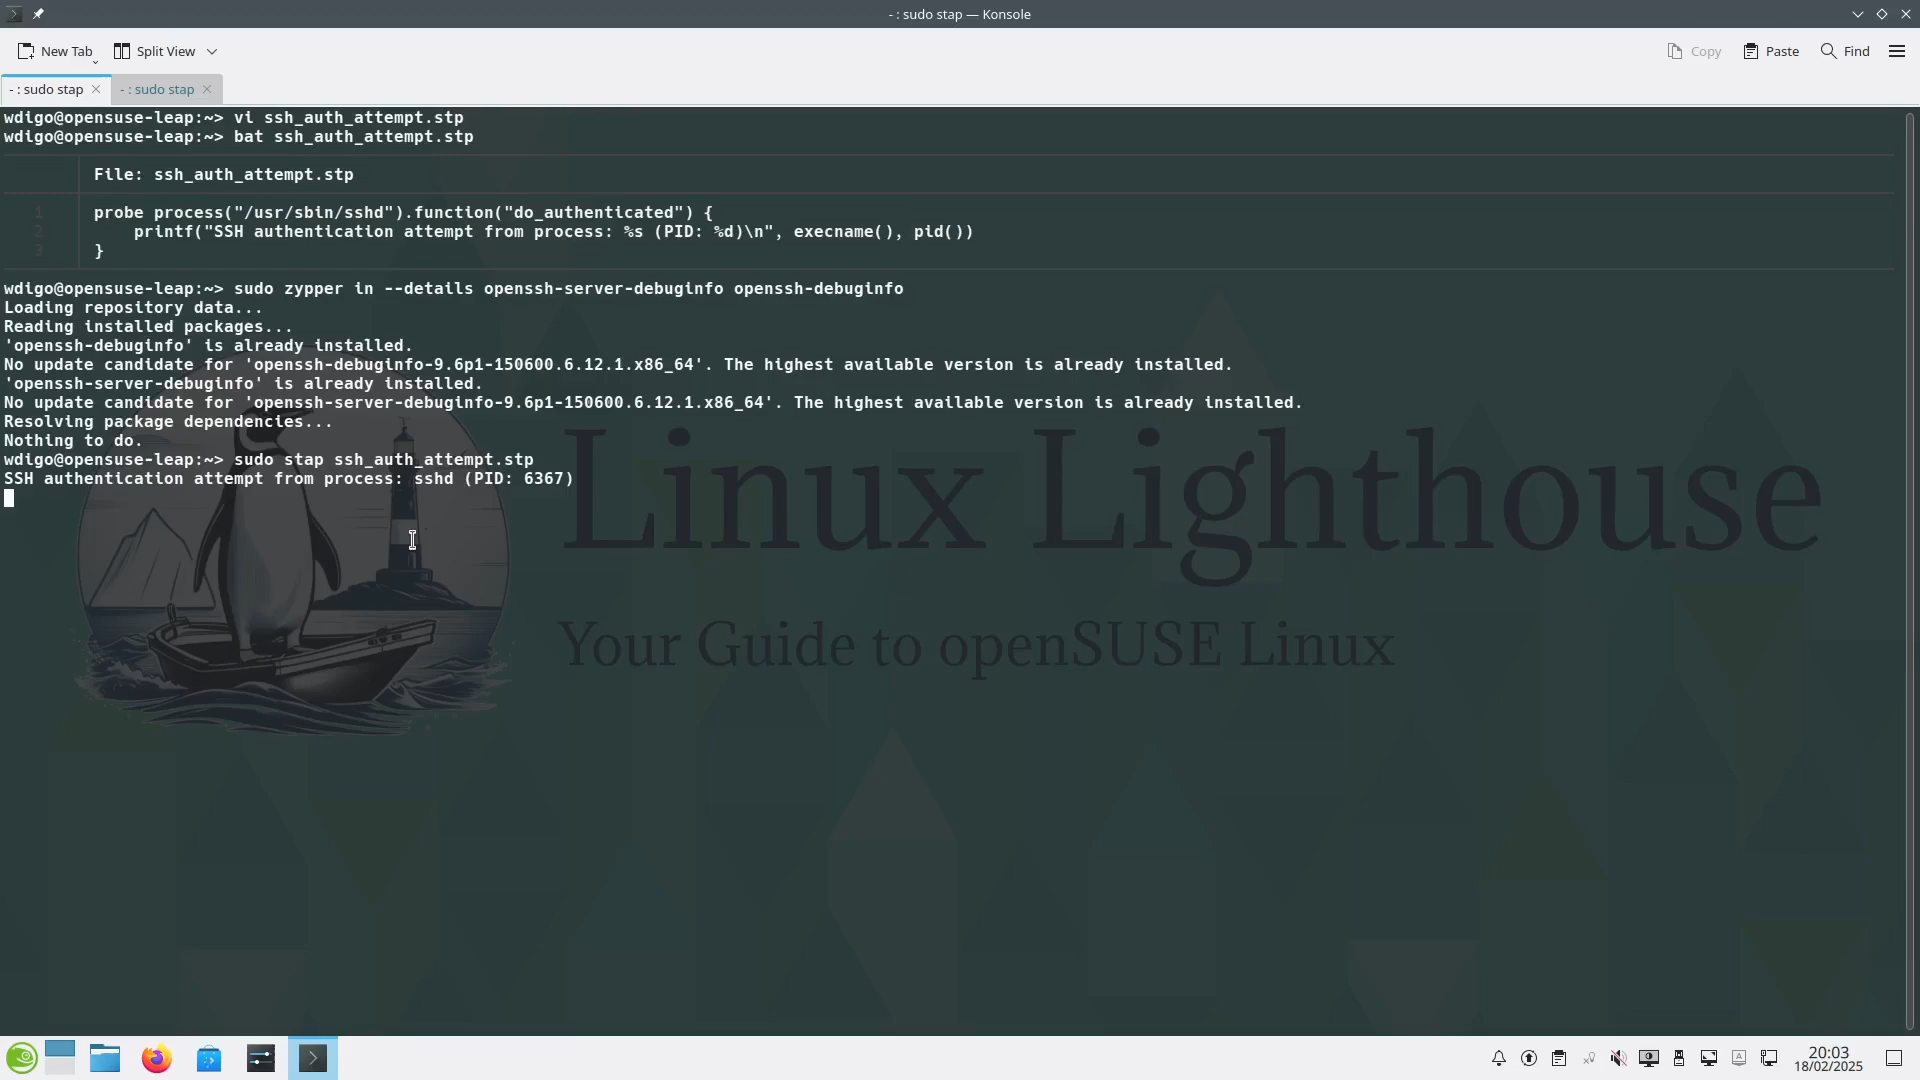 - : sudo stap — Konsole
New Tab
Split View
Copy
Paste
Find
- : sudo stap
- : sudo stap
wdigo@opensuse-leap:~> vl ssh_auth_attempt.stp
wdigo@opensuse-leap:~> bat ssh_auth_attempt.stp
File: ssh_auth_attempt.stp
1 probe process("/usr/sbin/sshd").function("do_authenticated") {
2 printf("SSH authentication attempt from process: %s (PID: %d)\n", execname(), pid())
3 }
wdigo@opensuse-leap:~> sudo zypper in --details openssh-server-debuginfo openssh-debuginfo
Loading repository data...
Reading installed packages...
'openssh-debuginfo' is already installed.
No update candidate for 'openssh-debuginfo-9.6p1-150600.6.12.1.x86_64'. The highest available version is already installed.
'openssh-server-debuginfo' is already installed.
No update candidate for 'openssh-server-debuginfo-9.6p1-150600.6.12.1.x86_64'. The highest available version is already installed.
Resolving package dependencies...
Nothing to do.
wdigo@opensuse-leap:~> sudo stap ssh_auth_attempt.stp
SSH authentication attempt from process: sshd (PID: 6367)
Linux Lighthouse
Your Guide to openSUSE Linux
20:03
18/02/2025